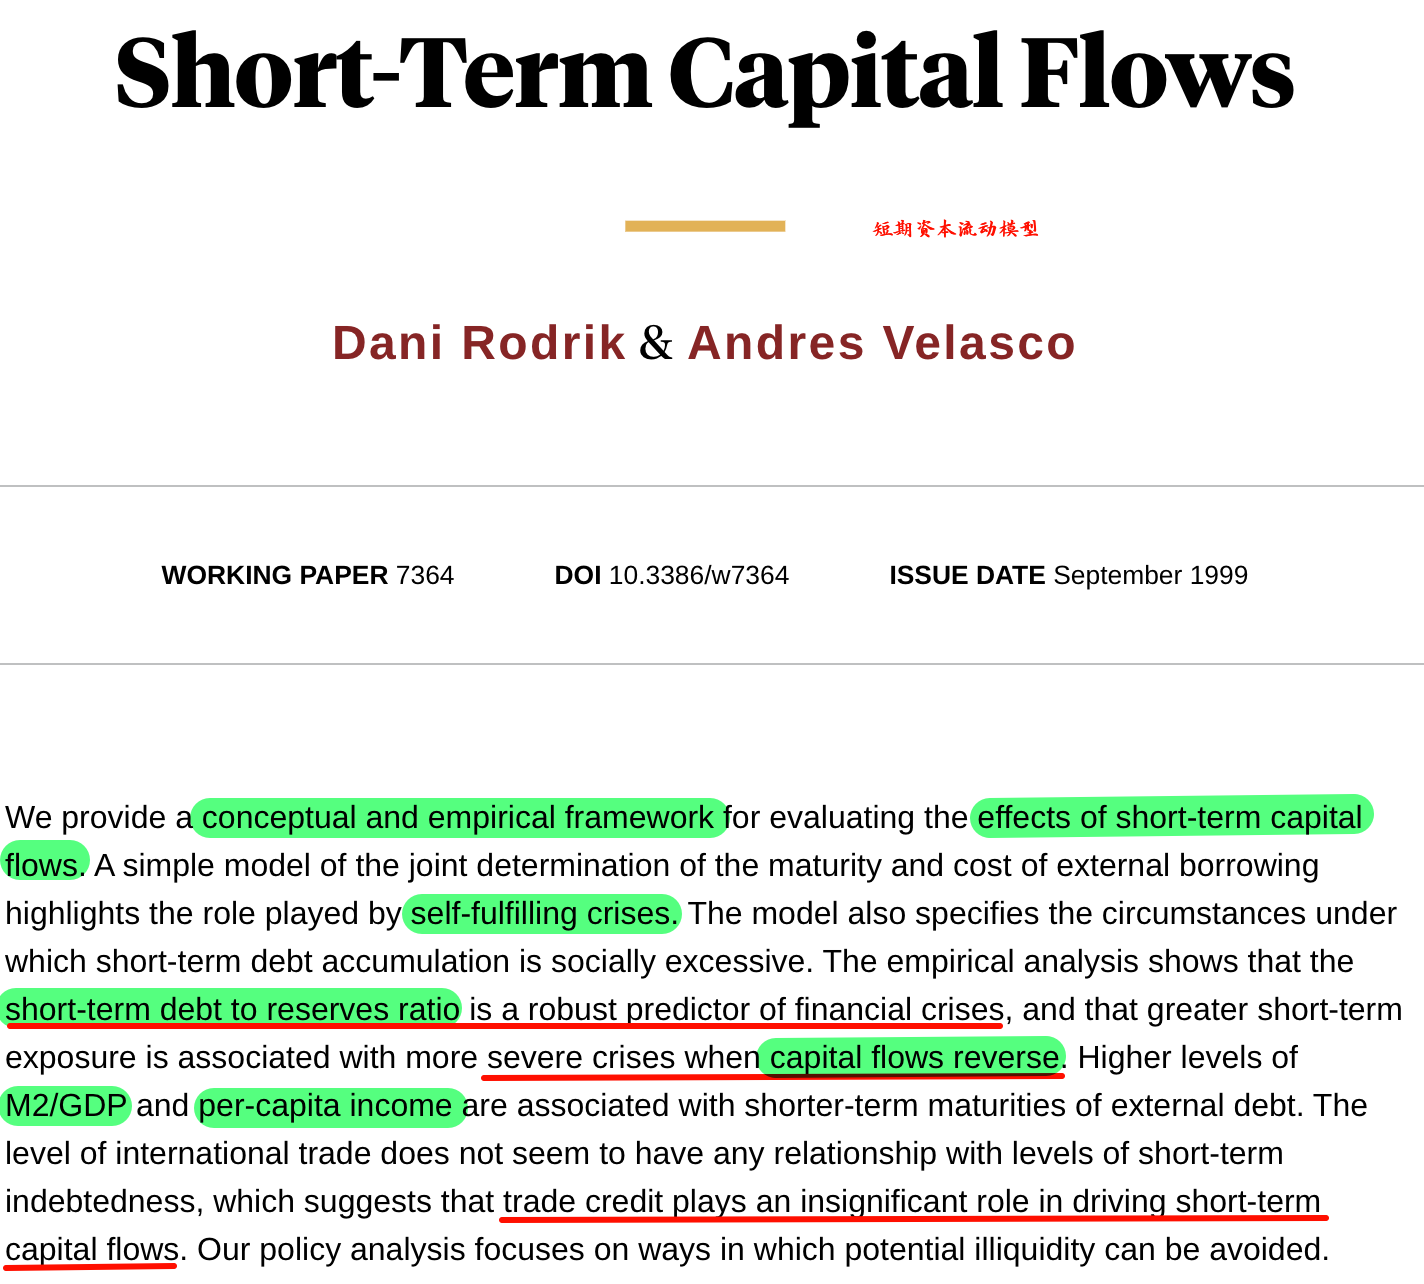 Short-Term Capital Flows
短期資本流动模型
Dani Rodrik & Andres Velasco
WORKING PAPER 7364 DOI 10.3386/w7364 ISSUE DATE September 1999
We provide a conceptual and empirical framework for evaluating the effects of short-term capital
flows. A simple model of the joint determination of the maturity and cost of external borrowing
highlights the role played by self-fulfilling crises. The model also specifies the circumstances under
which short-term debt accumulation is socially excessive. The empirical analysis shows that the
short-term debt to reserves ratio is a robust predictor of financial crises, and that greater short-term
exposure is associated with more severe crises when capital flows reverse. Higher levels of
M2/GDP and per-capita income are associated with shorter-term maturities of external debt. The
level of international trade does not seem to have any relationship with levels of short-term
indebtedness, which suggests that trade credit plays an insignificant role in driving short-term
capital flows. Our policy analysis focuses on ways in which potential illiquidity can be avoided.